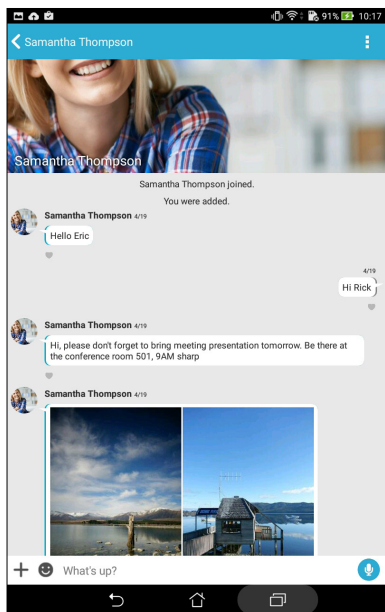 91% 10:17
Samantha Thompson
Samantha Thompson
Samantha Thompson joined.
You were added.
Samantha Thompson 4/19
Hello Eric
4/19
Hi Rick
Samantha Thompson 4/19
Hi, please don't forget to bring meeting presentation tomorrow. Be there at
the conference room 501, 9AM sharp
Samantha Thompson 4/19
What's up?